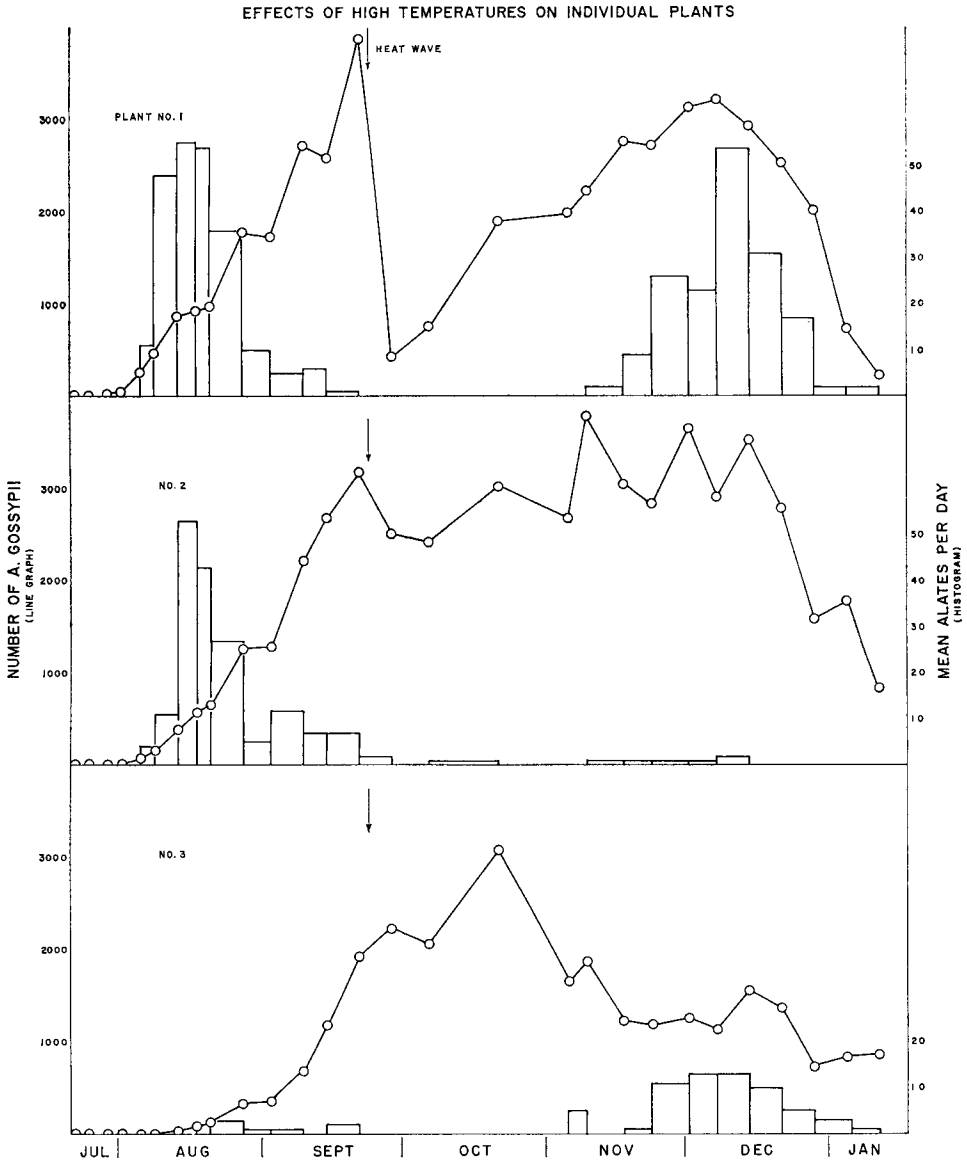 EFFECTS OF HIGH TEMPERATURES ON INDIVIDUAL PLANTS
HEAT WAVE
PLANT NO. 1
3000
2000
1000
50
40
30
20
10
NO. 2
3000
2000
1000
50
40
30
20
10
NUMBER OF A. GOSSYPII
(LINE GRAPH)
MEAN ALATES PER DAY
(HISTOGRAM)
NO. 3
3000
2000
1000
20
10
JUL AUG SEPT OCT NOV DEC JAN